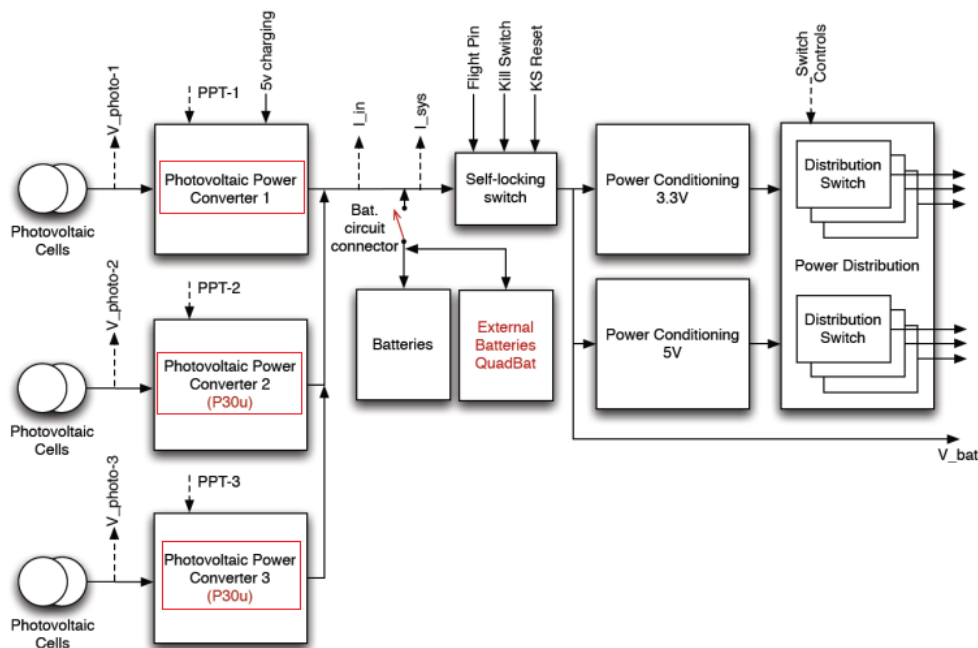 V_photo-1
PPT-1
5v charging
I_in
I_sys
Flight Pin
Kill Switch
KS Reset
Switch
Controls
Photovoltaic Power
Converter 1
Photovoltaic
Cells
Bat.
circuit
connector
Self-locking
switch
Power Conditioning
3.3V
Distribution
Switch
Power Distribution
V_photo-2
PPT-2
Photovoltaic Power
Converter 2
(P30u)
Photovoltaic
Cells
Batteries
External
Batteries
QuadBat
Power Conditioning
5V
Distribution
Switch
V_bat
V_photo-3
PPT-3
Photovoltaic Power
Converter 3
(P30u)
Photovoltaic
Cells